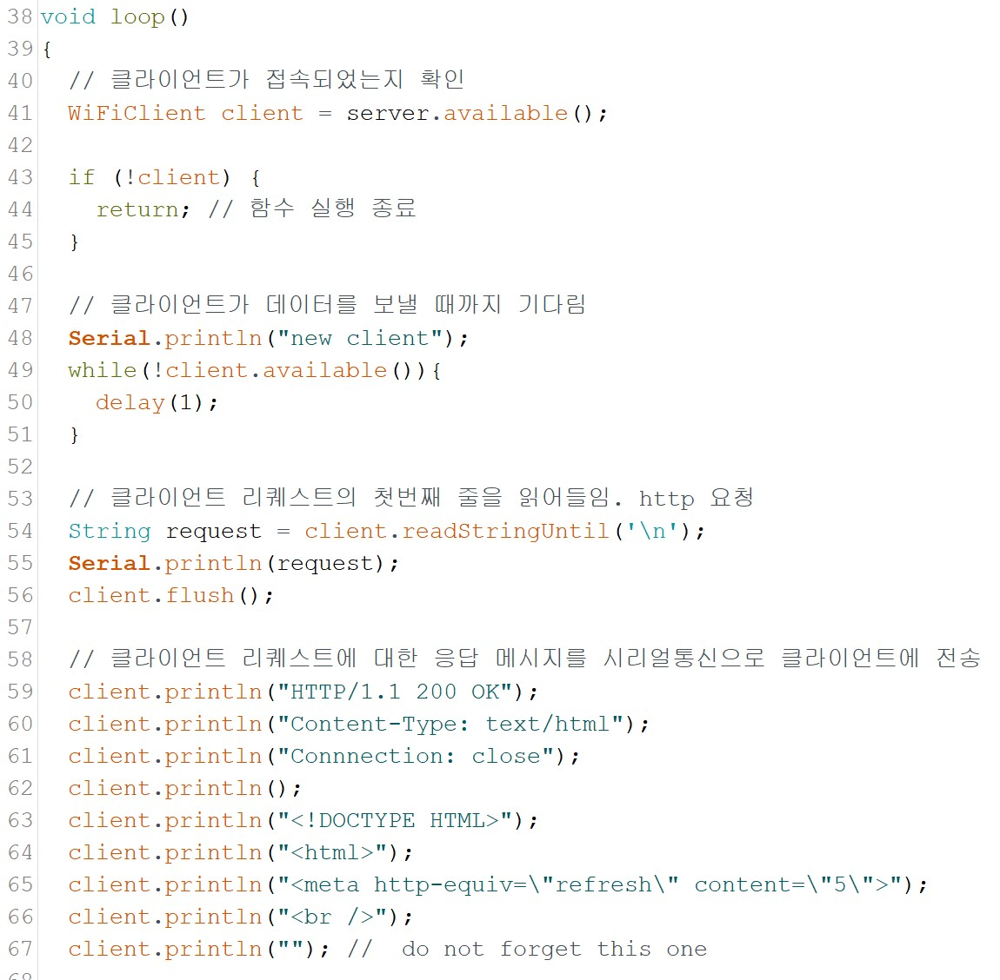 38 void loop()
39 {
40   // 클라이언트가 접속되었는지 확인
41   WiFiClient client = server.available();
42
43   if (!client) {
44     return; // 함수 실행 종료
45   }
46
47   // 클라이언트가 데이터를 보낼 때까지 기다림
48   Serial.println("new client");
49   while(!client.available()){
50     delay(1);
51   }
52
53   // 클라이언트 리퀘스트의 첫번째 줄을 읽어들임. http 요청
54   String request = client.readStringUntil('\n');
55   Serial.println(request);
56   client.flush();
57
58   // 클라이언트 리퀘스트에 대한 응답 메시지를 시리얼통신으로 클라이언트에 전송
59   client.println("HTTP/1.1 200 OK");
60   client.println("Content-Type: text/html");
61   client.println("Connnection: close");
62   client.println();
63   client.println("<!DOCTYPE HTML>");
64   client.println("<html>");
65   client.println("<meta http-equiv=\"refresh\" content=\"5\">");
66   client.println("<br />");
67   client.println(""); //  do not forget this one